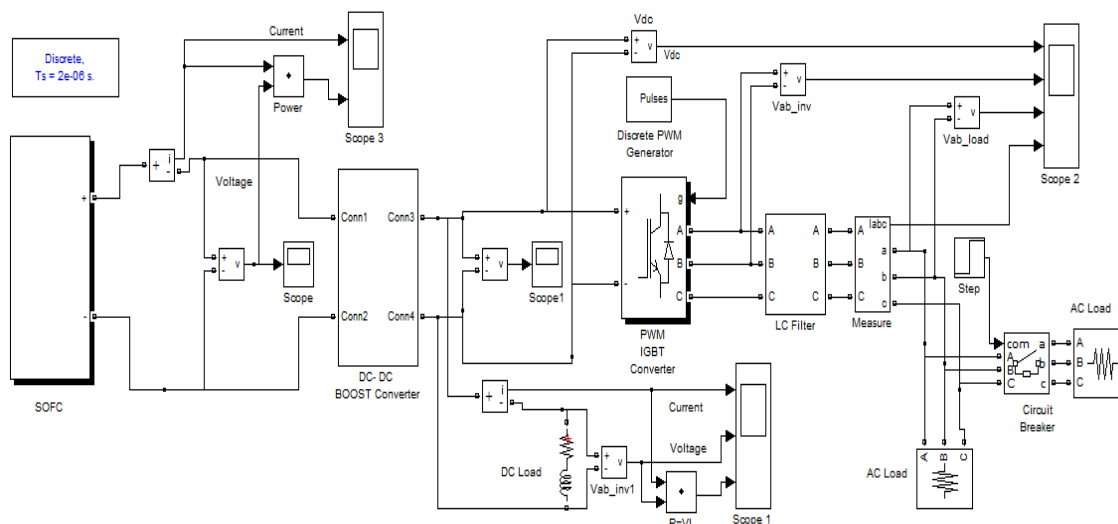 Discrete,
Ts = 2e-06 s.
Current
Power
Scope 3
+
-
SOFC
+
i
-
Voltage
+
-
v
Scope
Conn1
Conn2
Conn3
Conn4
DC- DC
BOOST Converter
+
-
v
Scope1
Vdc
+
-
v
Vdc
Pulses
Discrete PWM
Generator
g
+
-
A
B
C
PWM
IGBT
Converter
+
-
v
Vab_inv
+
-
v
Vab_load
Scope 2
A
B
C
A
B
C
LC Filter
A
B
C
Iabc
a
b
c
Measure
Step
com
A
B
C
a
b
c
Circuit
Breaker
AC Load
A
B
C
AC Load
A
B
C
+
i
-
Current
Voltage
DC Load
+
-
v
Vab_inv1
P=VI
Scope 1